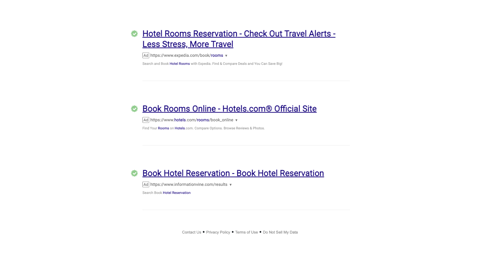 Hotel Rooms Reservation - Check Out Travel Alerts -
Less Stress, More Travel
Ad https://www.expedia.com/book/rooms
Search and Book Hotel Rooms with Expedia. Find & Compare Deals and You Can Save Big!
Book Rooms Online - Hotels.com® Official Site
Ad https://www.hotels.com/rooms/book_online
Find Your Rooms on Hotels.com. Compare Options, Browse Reviews & Photos
Book Hotel Reservation - Book Hotel Reservation
Ad https://www.informationvine.com/results
Search Book Hotel Reservation.
Contact Us • Privacy Policy • Terms of Use • Do Not Sell My Data